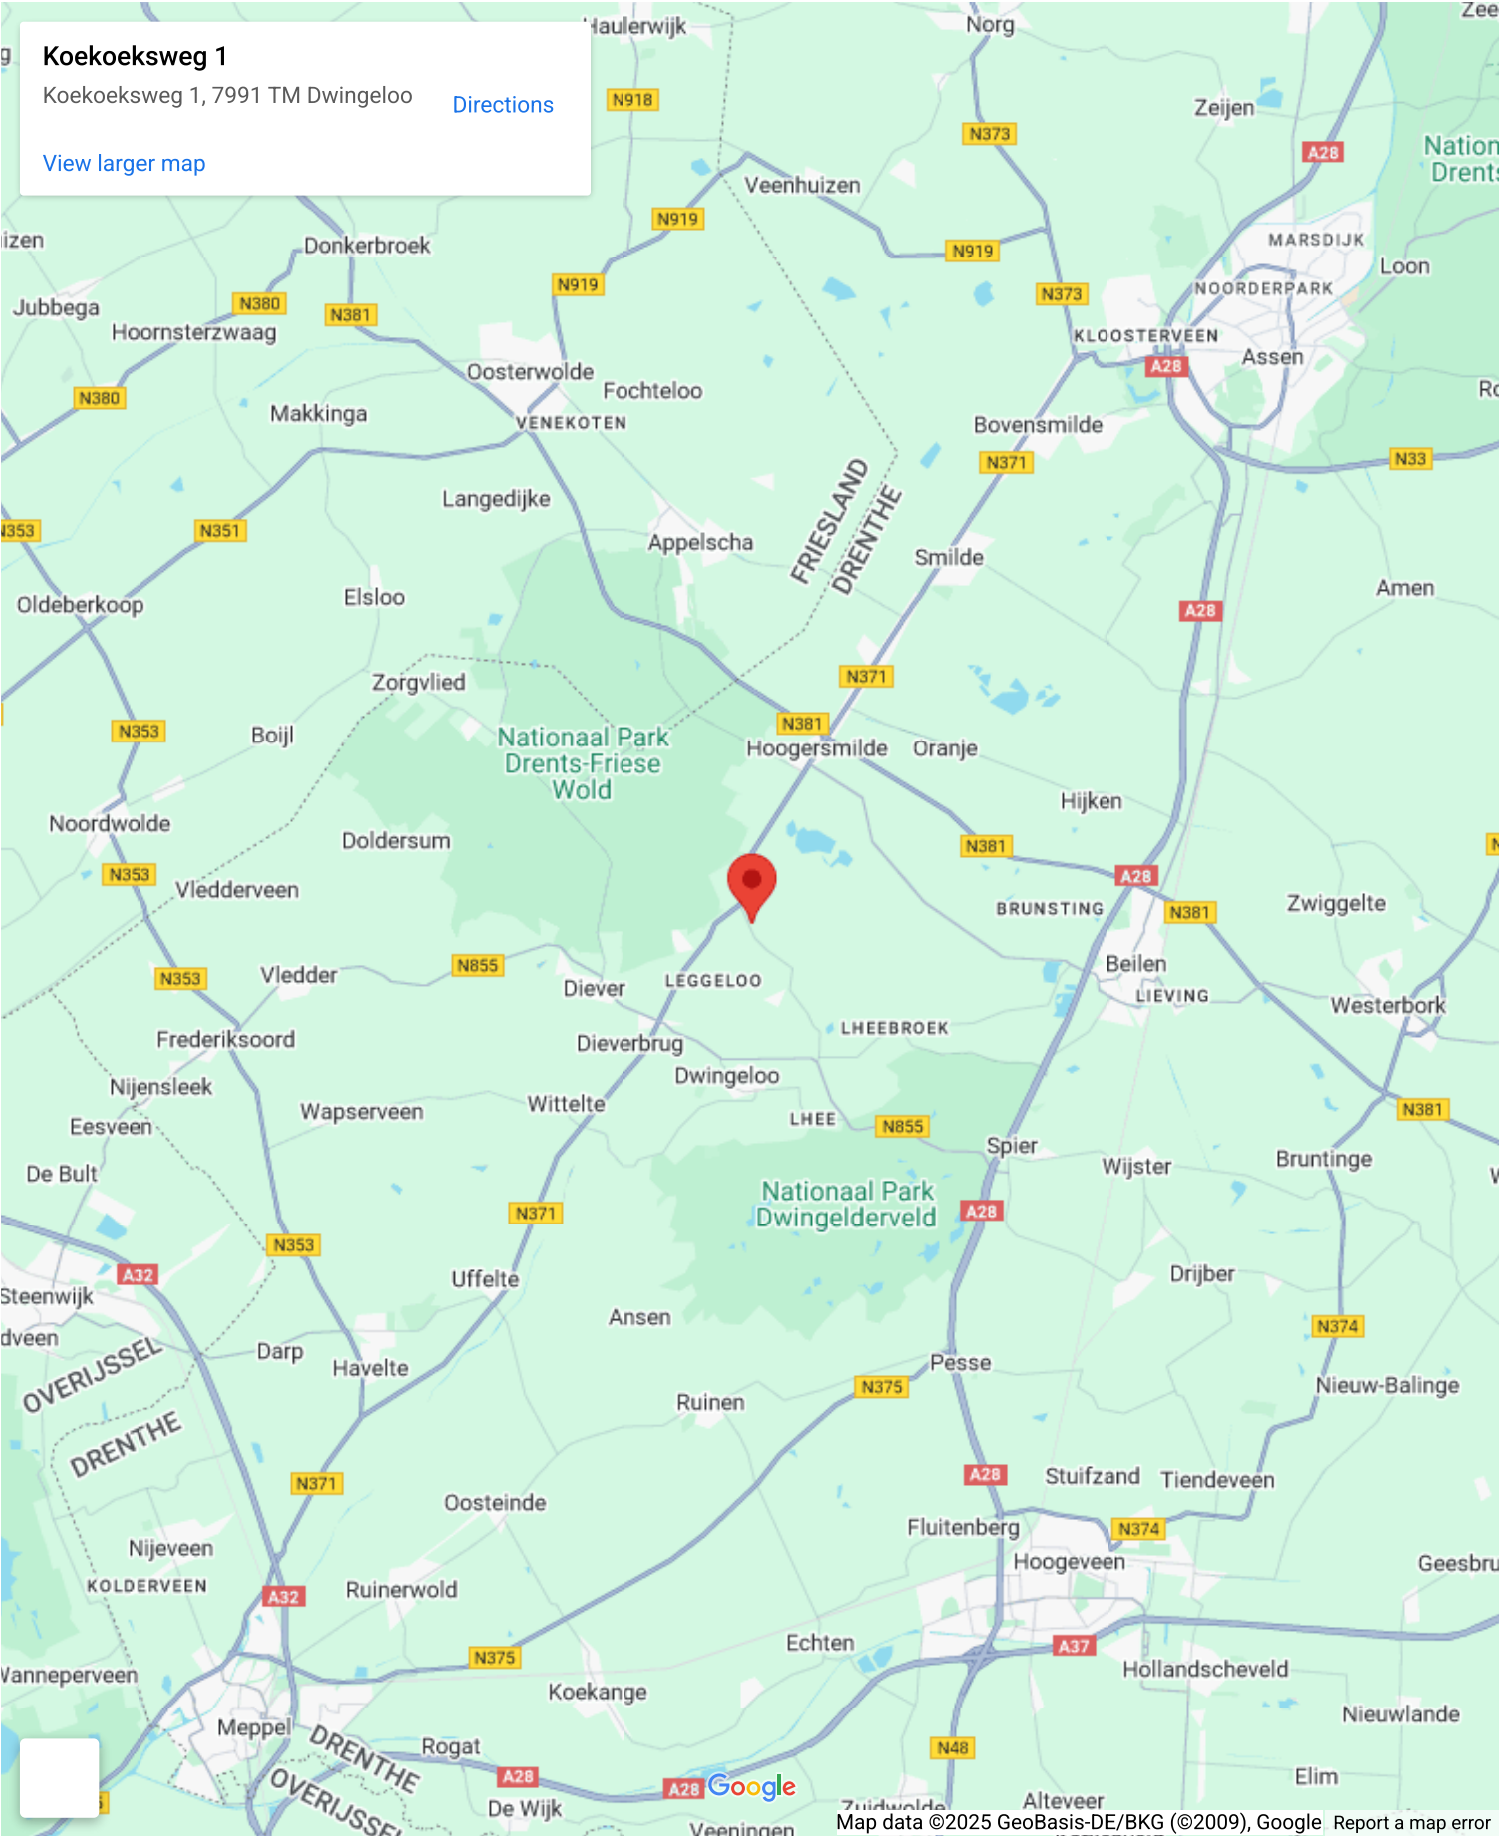 Koekoeksweg 1
Koekoeksweg 1, 7991 TM Dwingeloo
Directions
View larger map
Haulerwijk
Norg
N918
N373
Zeijen
A28
Veenhuizen
N919
N919
N919
N373
MARSDIJK
Loon
NOORDERPARK
KLOOSTERVEEN
Assen
A28
Donkerbroek
N380
N381
Jubbega
Hoornsterzwaag
N380
Oosterwolde
Fochteloo
Makkinga
VENEKOTEN
Bovensmilde
N371
N33
Langedijke
FRIESLAND
DRENTHE
N353
N351
Appelscha
Smilde
Elsloo
Oldeberkoop
Amen
A28
Zorgvlied
N371
N353
Boijl
Nationaal Park
Drents-Friese
Wold
N381
Hoogersmilde
Oranje
Hijken
Noordwolde
Doldersum
N381
N353
Vledderveen
A28
BRUNSTING
N381
Zwiggelte
N855
Vledder
N353
Diever
LEGGELOO
Beilen
LIEVING
Westerbork
LHEEBROEK
Frederiksoord
Dieverbrug
Dwingeloo
Nijensleek
Wapserveen
Wittelte
LHEE
N855
N381
Eesveen
Spier
Wijster
Bruntinge
De Bult
Nationaal Park
Dwingelderveld
A28
N371
N353
A32
Uffelte
Drijber
Steenwijk
Ansen
N374
OVERIJSSEL
DRENTHE
Darp
Havelte
Pesse
N375
Nieuw-Balinge
Ruinen
N371
A28
Stuifzand
Tiendeveen
Oosteinde
Fluitenberg
N374
Nijeveen
Hoogeveen
KOLDERVEEN
A32
Ruinerwold
Echten
A37
N375
Wanneperveen
Hollandscheveld
Koekange
Nieuwlande
Meppel
DRENTHE
OVERIJSSEL
Rogat
N48
A28
A28
Google
Elim
De Wijk
Zuidwolde
Alteveer
Veeningen
Map data ©2025 GeoBasis-DE/BKG (©2009), Google
Report a map error